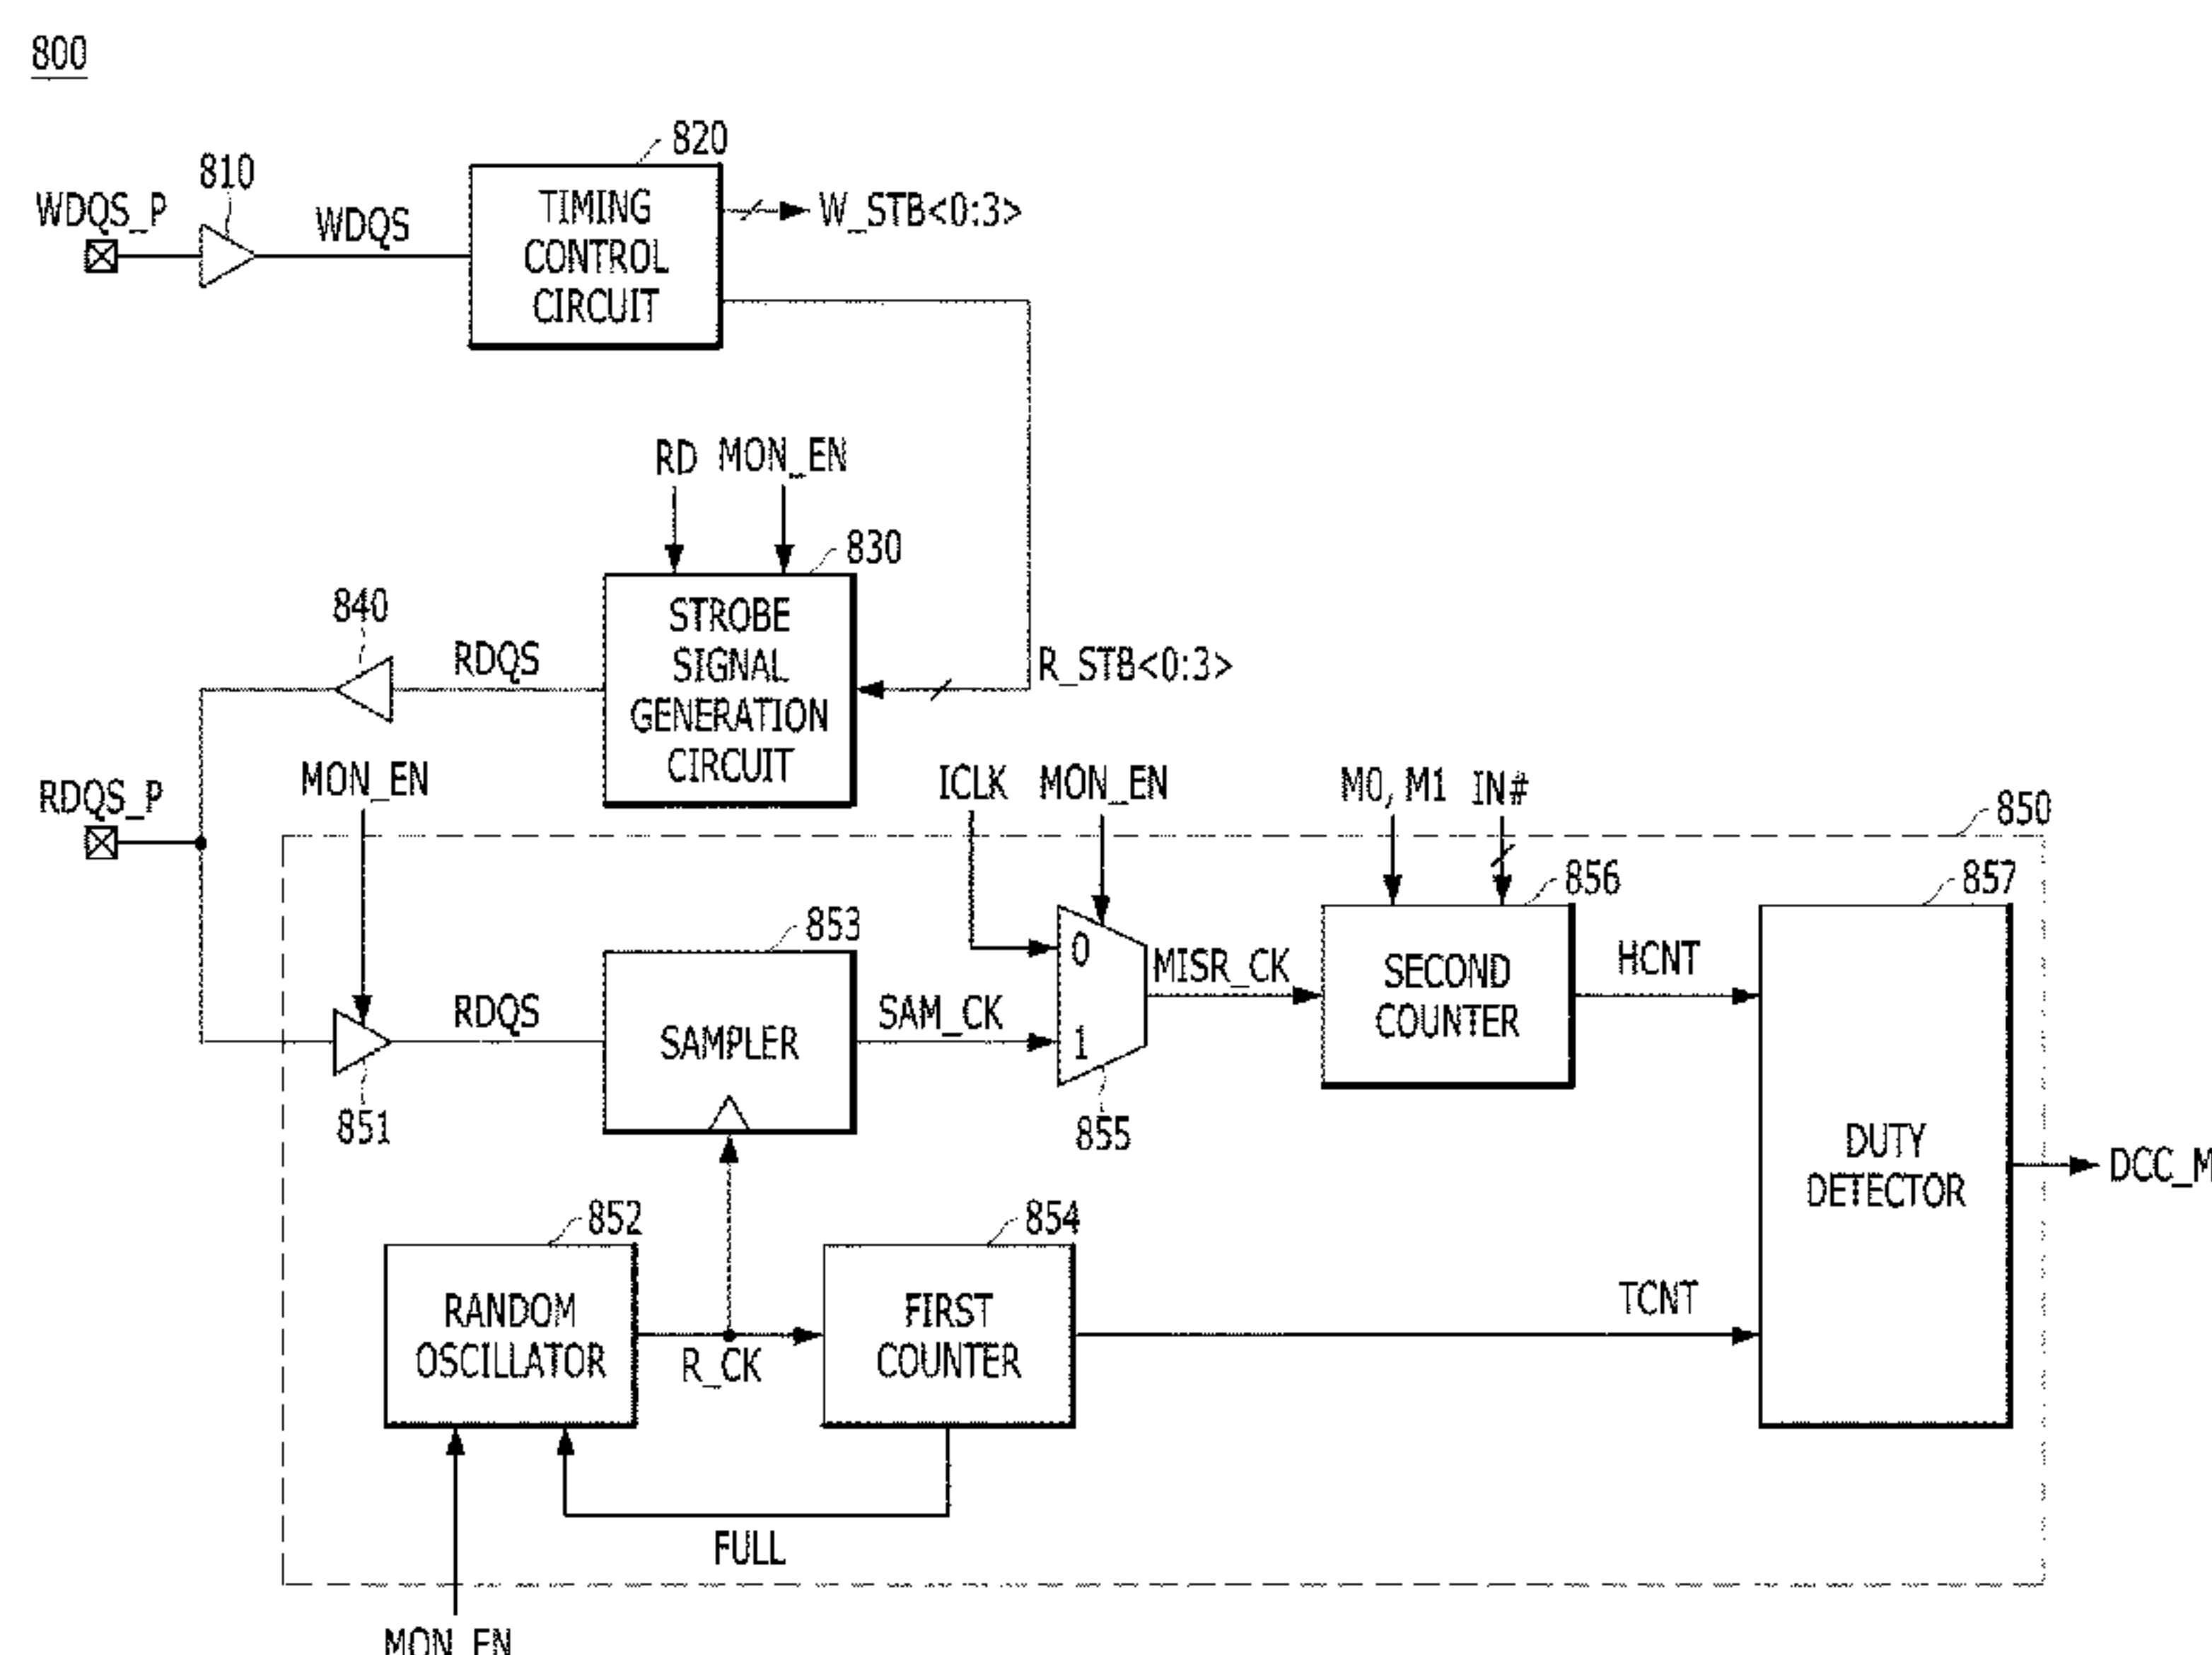 800
820
810
WDQS_P
WDQS
TIMING
CONTROL
CIRCUIT
W_STB<0:3>
RD MON_EN
830
840
RDQS
STROBE
SIGNAL
GENERATION
CIRCUIT
R_STB<0:3>
MON_EN
RDQS_P
ICLK MON_EN
M0, M1 IN#
850
853
856
857
0
MISR_CK
SECOND
COUNTER
HCNT
RDQS
SAMPLER
SAM_CK
1
851
855
DUTY
DETECTOR
DCC_M
852
854
RANDOM
OSCILLATOR
R_CK
FIRST
COUNTER
TCNT
FULL
MON_EN